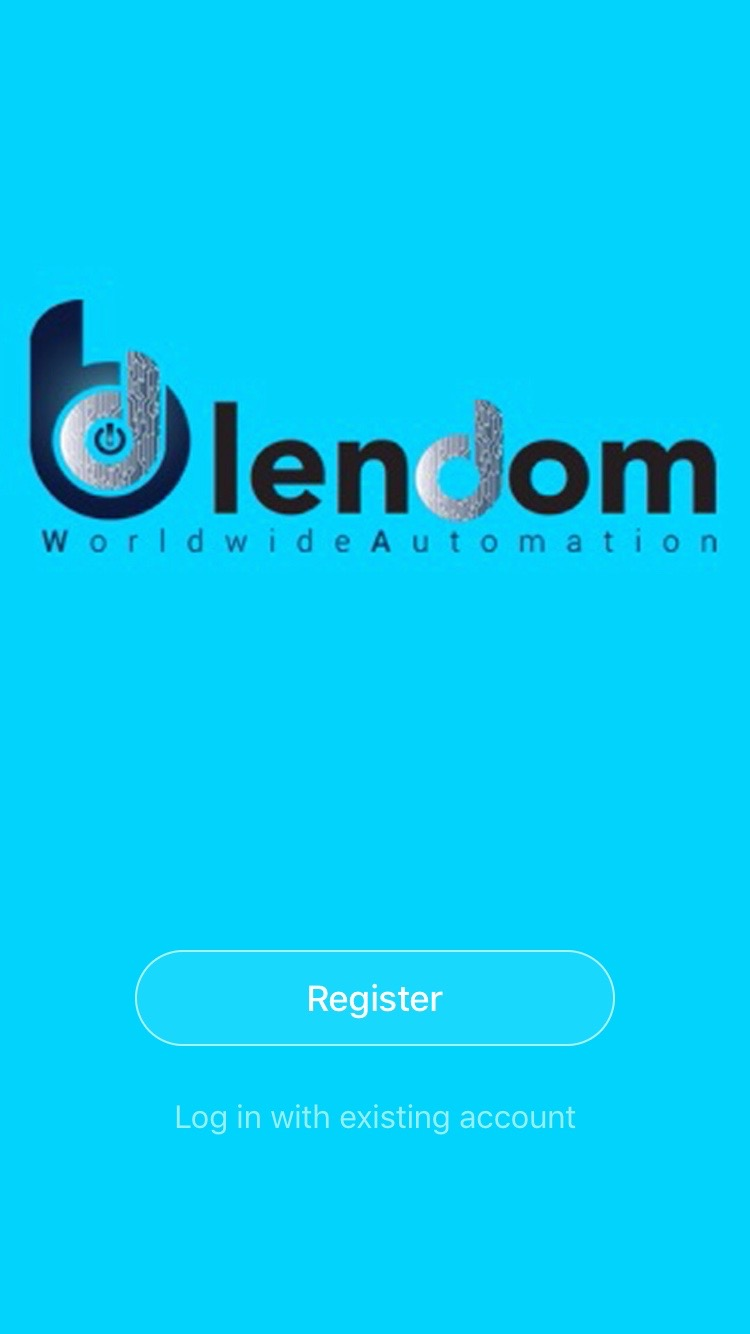 blendom
WorldwideAutomation
Register
Log in with existing account